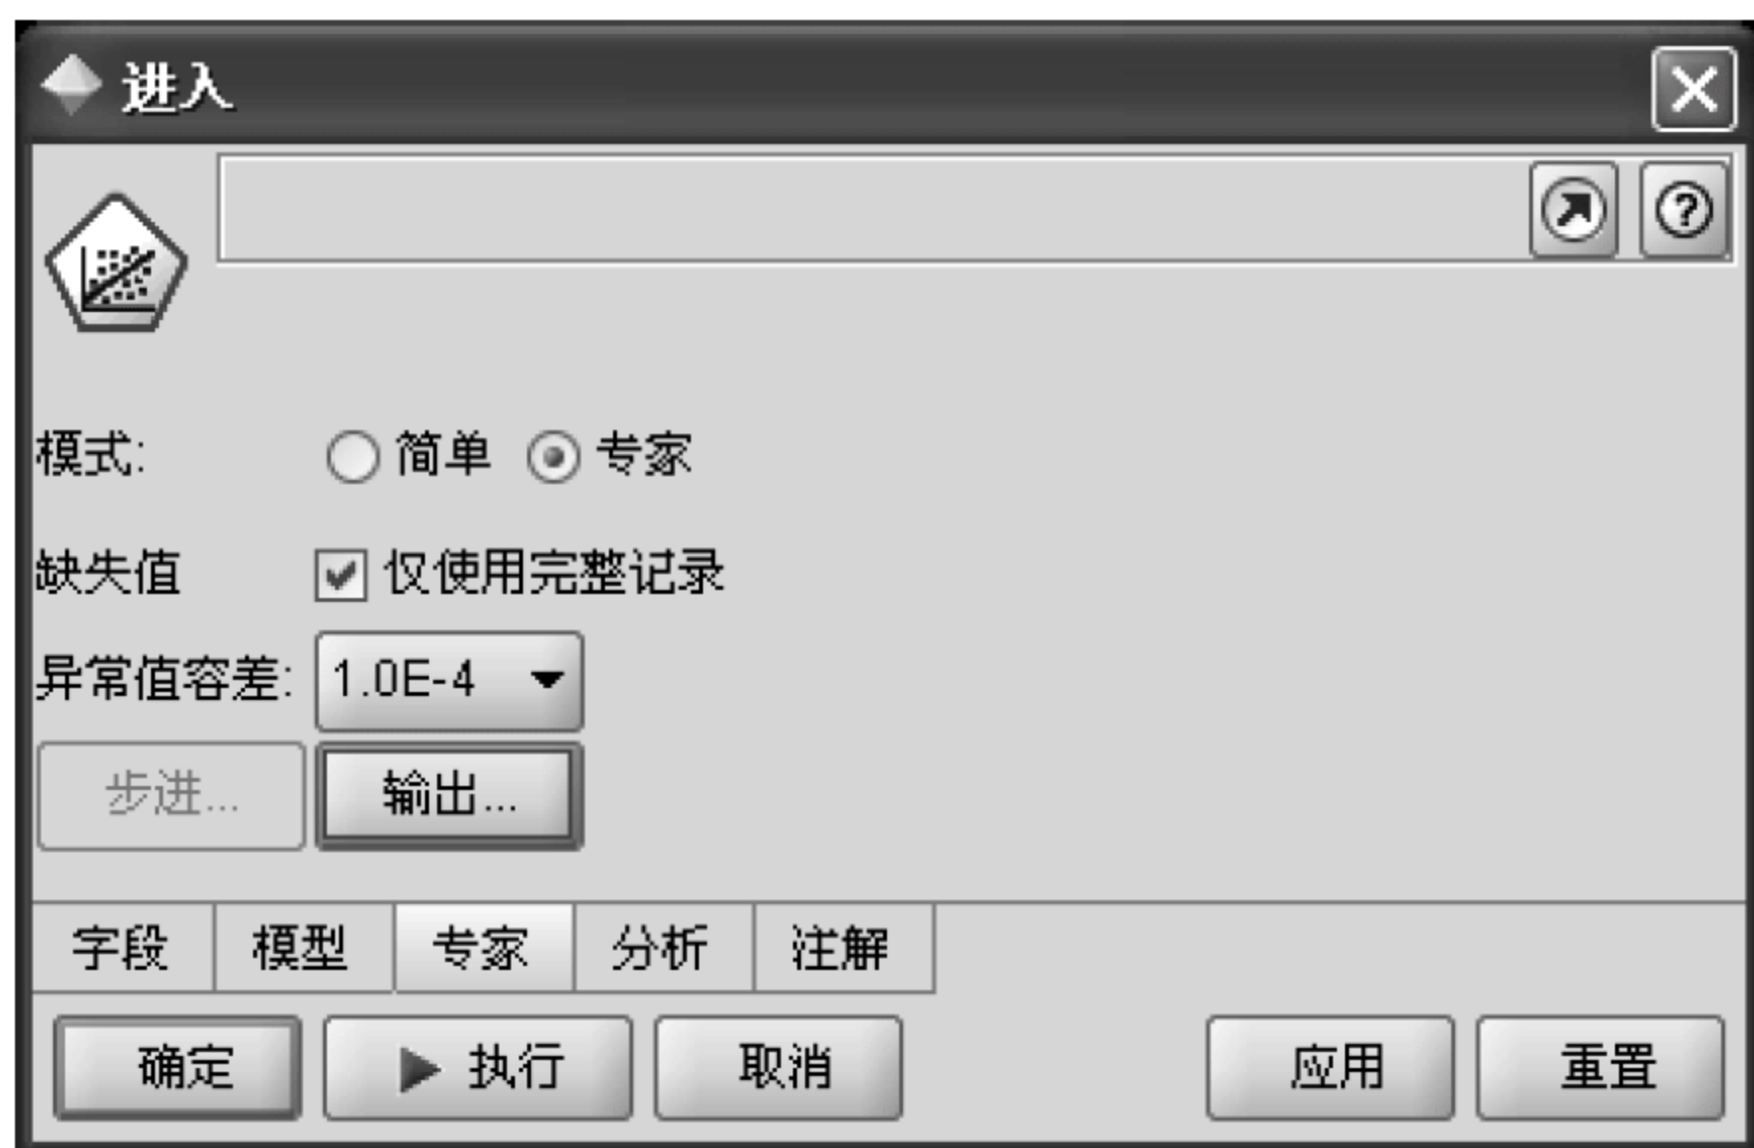 进入
模式: 简单 专家
缺失值 仅使用完整记录
异常值容差: 1.0E-4
步进... 输出...
字段 模型 专家 分析 注解
确定 执行 取消 应用 重置